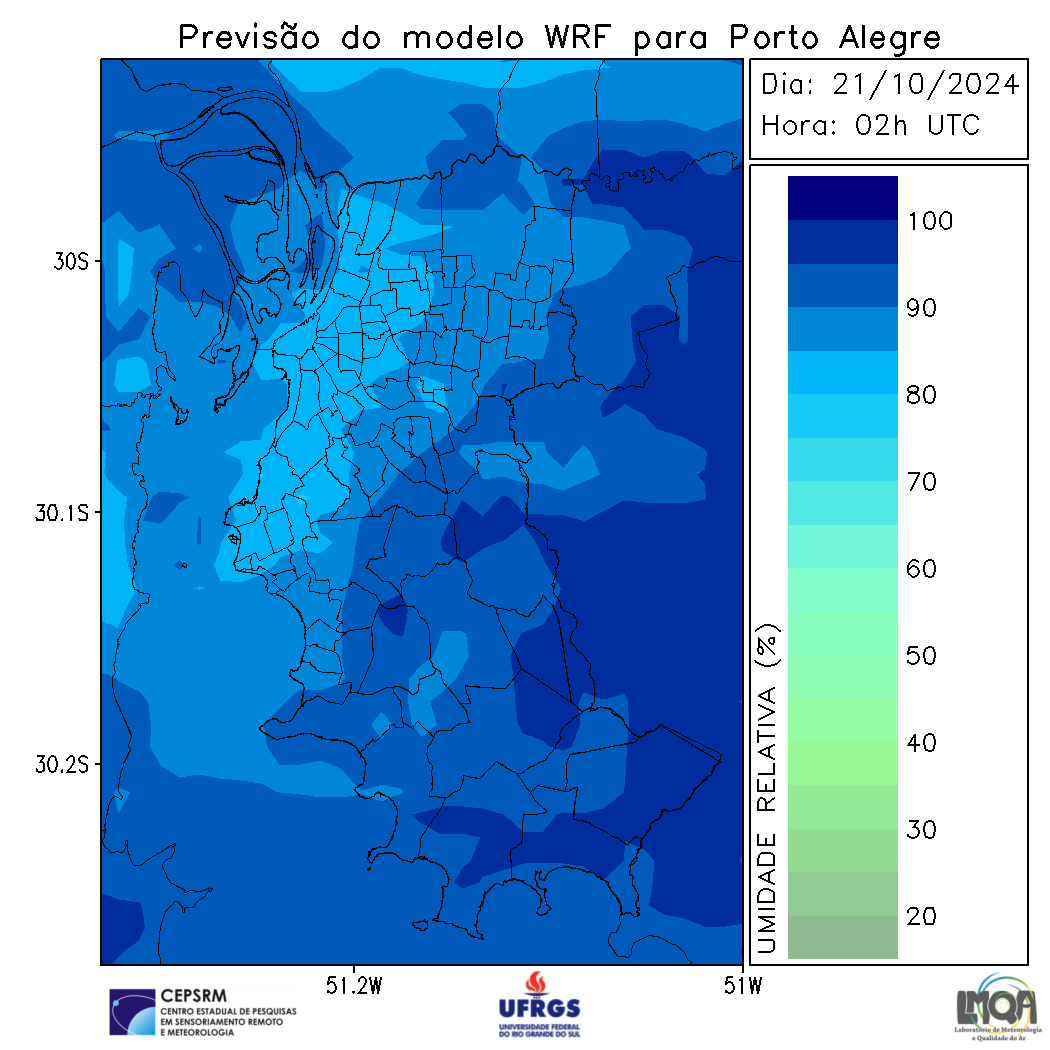 Previsão do modelo WRF para Porto Alegre
Dia: 21/10/2024
Hora: 02h UTC
100
90
80
70
60
50
40
30
20
UMIDADE RELATIVA (%)
30S
30.1S
30.2S
51.2W
51W
CEPSRM
CENTRO ESTADUAL DE PESQUISAS
EM SENSORIAMENTO REMOTO
E METEOROLOGIA
UFRGS
UNIVERSIDADE FEDERAL
DO RIO GRANDE DO SUL
LMQA
Laboratório de Meteorologia
e Qualidade do Ar